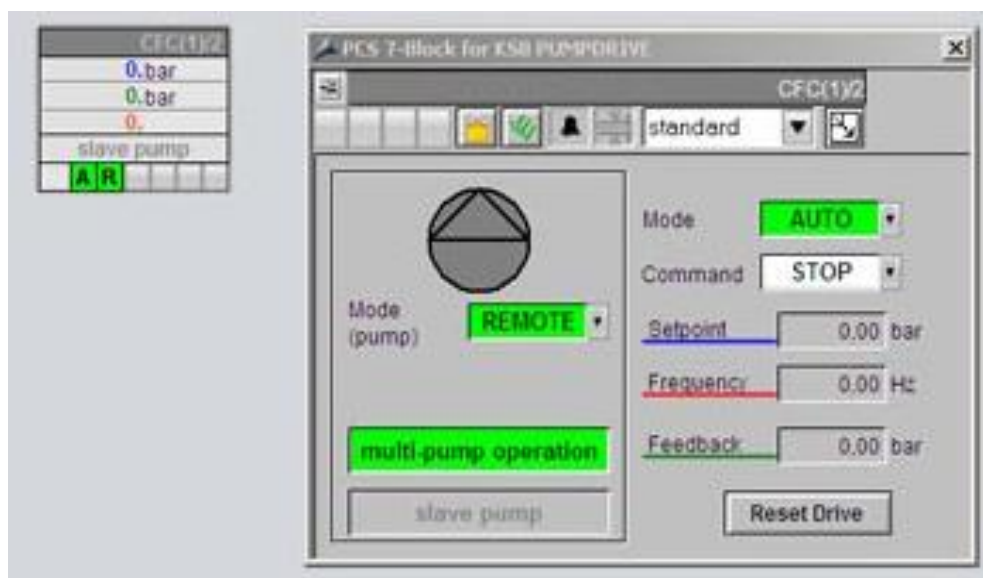 CFC(1)/2
0.bar
0.bar
0.
slave pump
A R
PCS 7-Block for KSB PUMPDRIVE
CFC(1)/2
standard
Mode (pump)
REMOTE
multi-pump operation
slave pump
Mode AUTO
Command STOP
Setpoint 0.00 bar
Frequency 0.00 Hz
Feedback 0.00 bar
Reset Drive